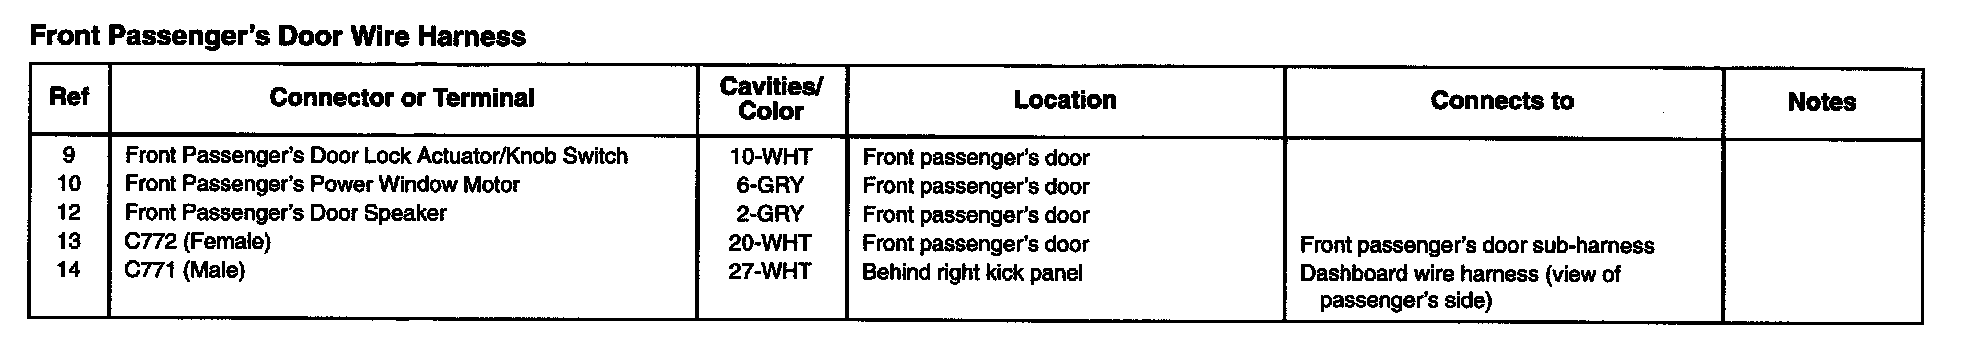 Front Passenger's Door Wire Harness
Ref Connector or Terminal Cavities/ Color Location Connects to Notes
9 Front Passenger's Door Lock Actuator/Knob Switch 10-WHT Front passenger's door
10 Front Passenger's Power Window Motor 6-GRY Front passenger's door
12 Front Passenger's Door Speaker 2-GRY Front passenger's door
13 C772 (Female) 20-WHT Front passenger's door Front passenger's door sub-harness
14 C771 (Male) 27-WHT Behind right kick panel Dashboard wire harness (view of
passenger's side)